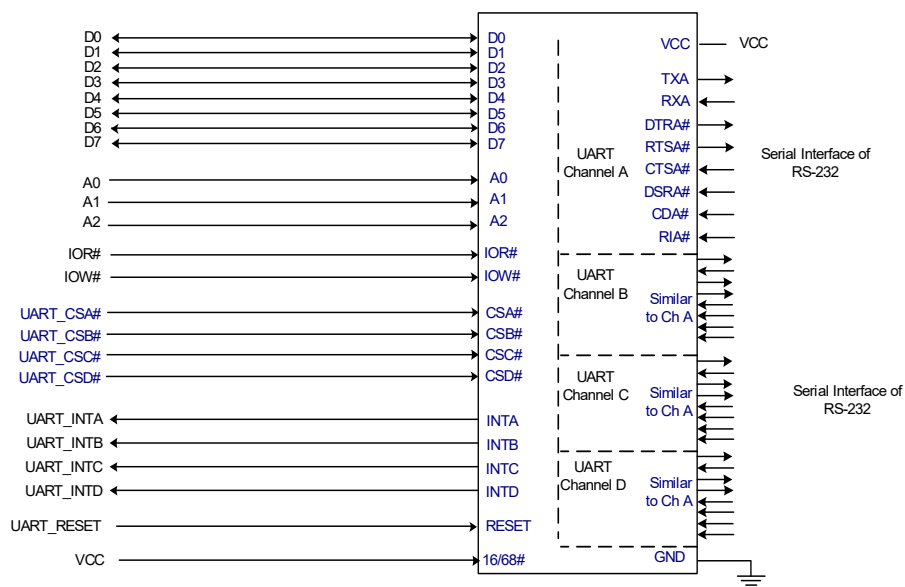 D0
D1
D2
D3
D4
D5
D6
D7
A0
A1
A2
IOR#
IOW#
UART_CSA#
UART_CSB#
UART_CSC#
UART_CSD#
UART_INTA
UART_INTB
UART_INTC
UART_INTD
UART_RESET
VCC
D0
D1
D2
D3
D4
D5
D6
D7
A0
A1
A2
IOR#
IOW#
CSA#
CSB#
CSC#
CSD#
INTA
INTB
INTC
INTD
RESET
16/68#
UART
Channel A
UART
Channel B
UART
Channel C
UART
Channel D
VCC
TXA
RXA
DTRA#
RTSA#
CTSA#
DSRA#
CDA#
RIA#
Similar
to Ch A
Similar
to Ch A
Similar
to Ch A
GND
VCC
Serial Interface of
RS-232
Serial Interface of
RS-232